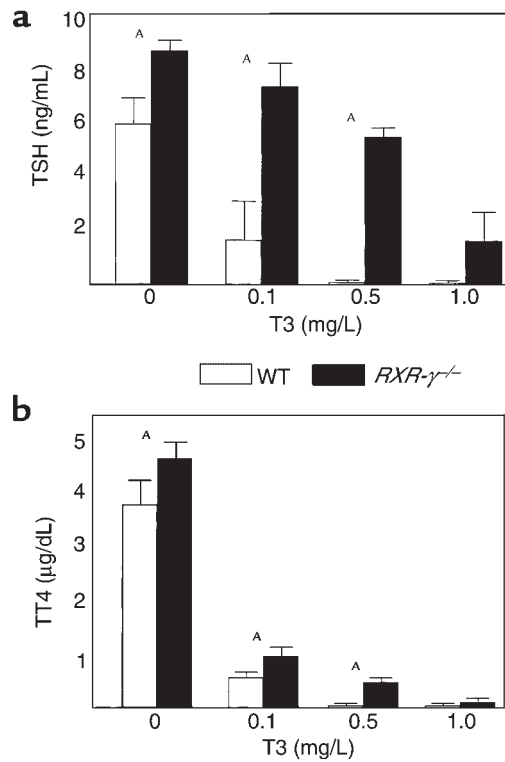 a
TSH (ng/mL)
10
8
6
4
2
A
A
A
0 0.1 0.5 1.0
T3 (mg/L)
WT RXR-γ−/−
b
TT4 (μg/dL)
5
4
3
2
1
A
A
A
0 0.1 0.5 1.0
T3 (mg/L)